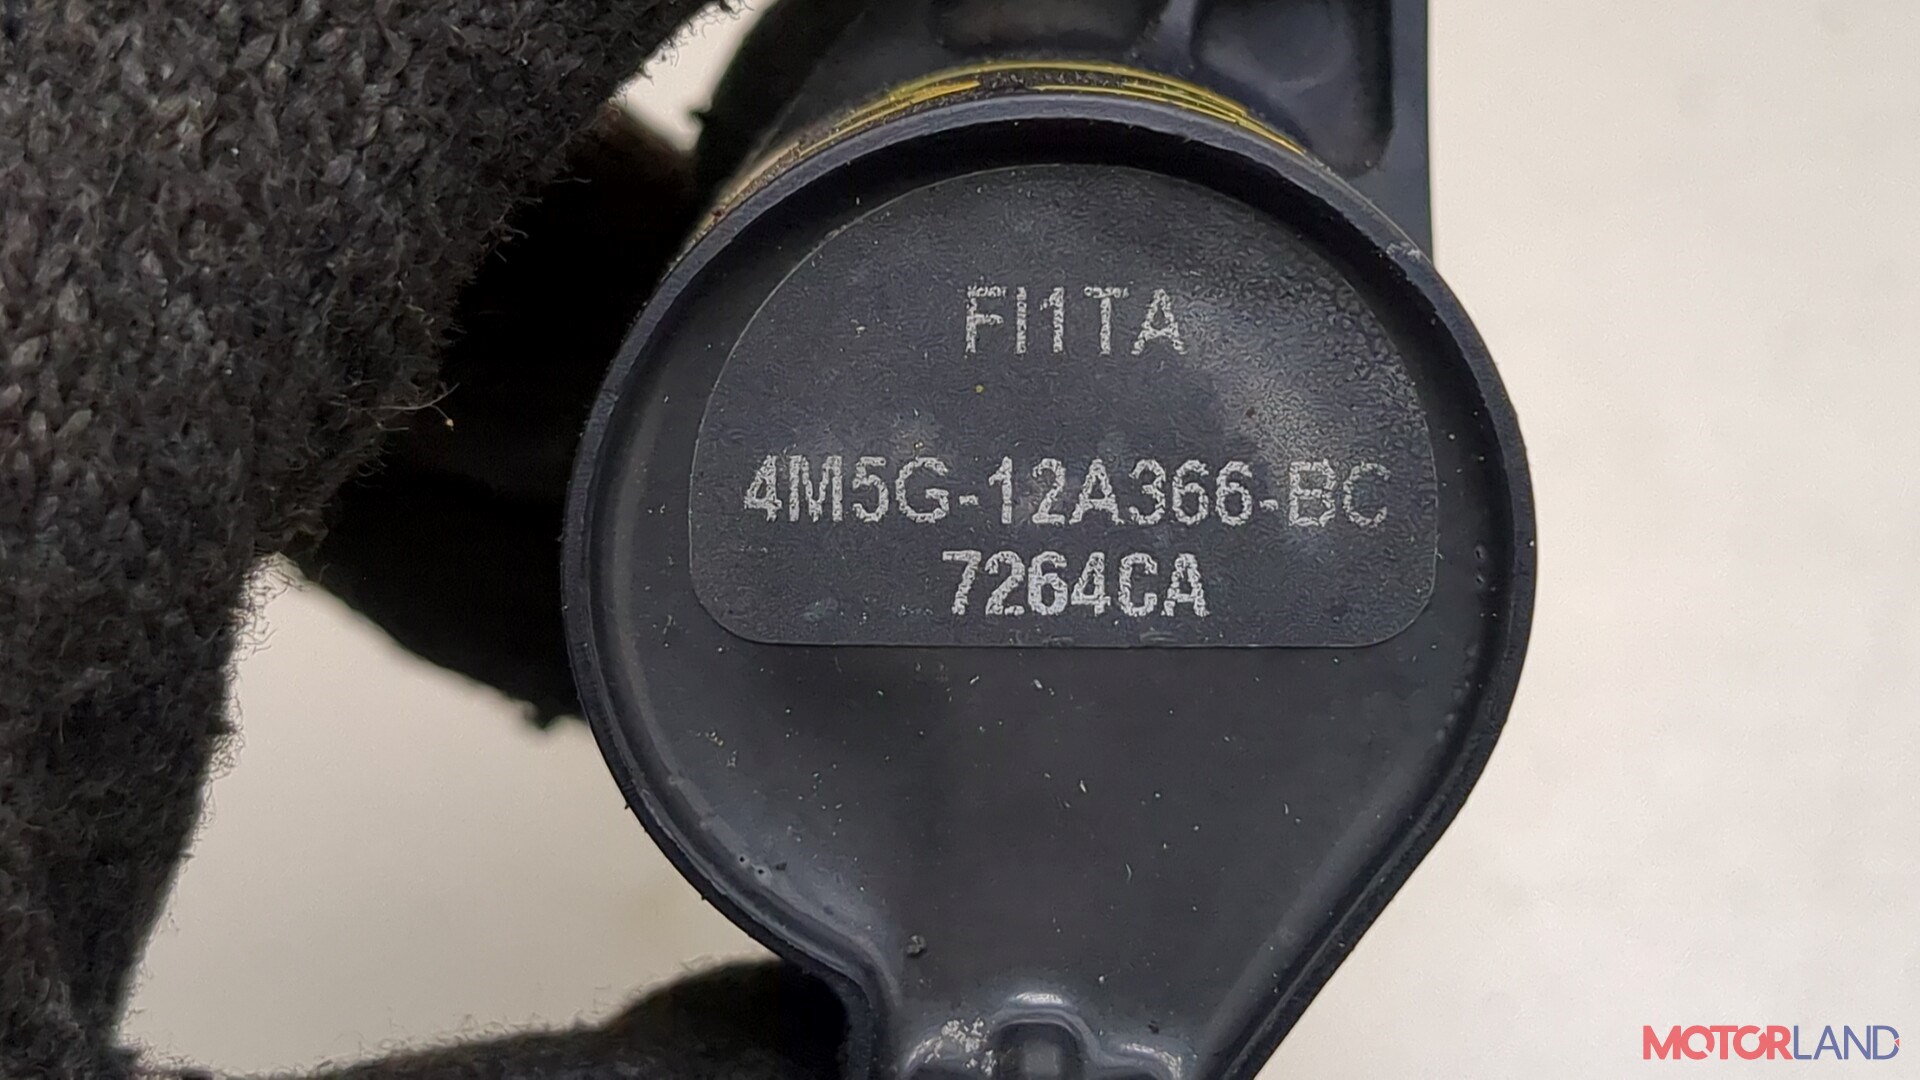 FI1TA
4M5G-12A366-BC
7264CA
MOTORLAND